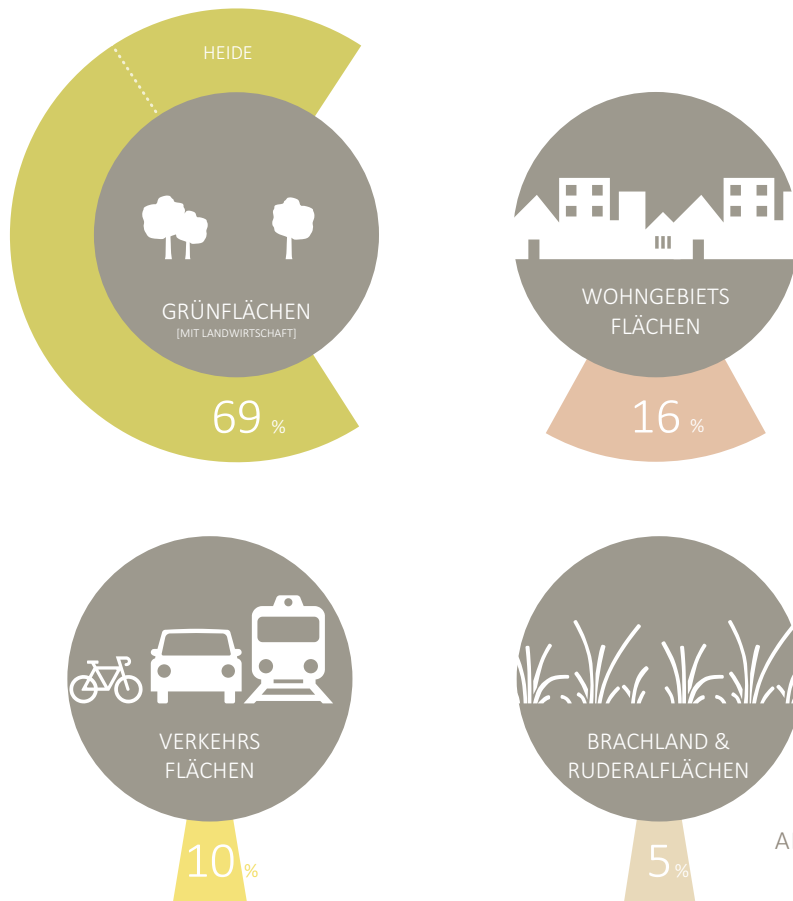 HEIDE
GRÜNFLÄCHEN
[MIT LANDWIRTSCHAFT]
69 %
WOHNGEBIETS
FLÄCHEN
16 %
VERKEHRS
FLÄCHEN
10 %
BRACHLAND &
RUDERALFLÄCHEN
5 %